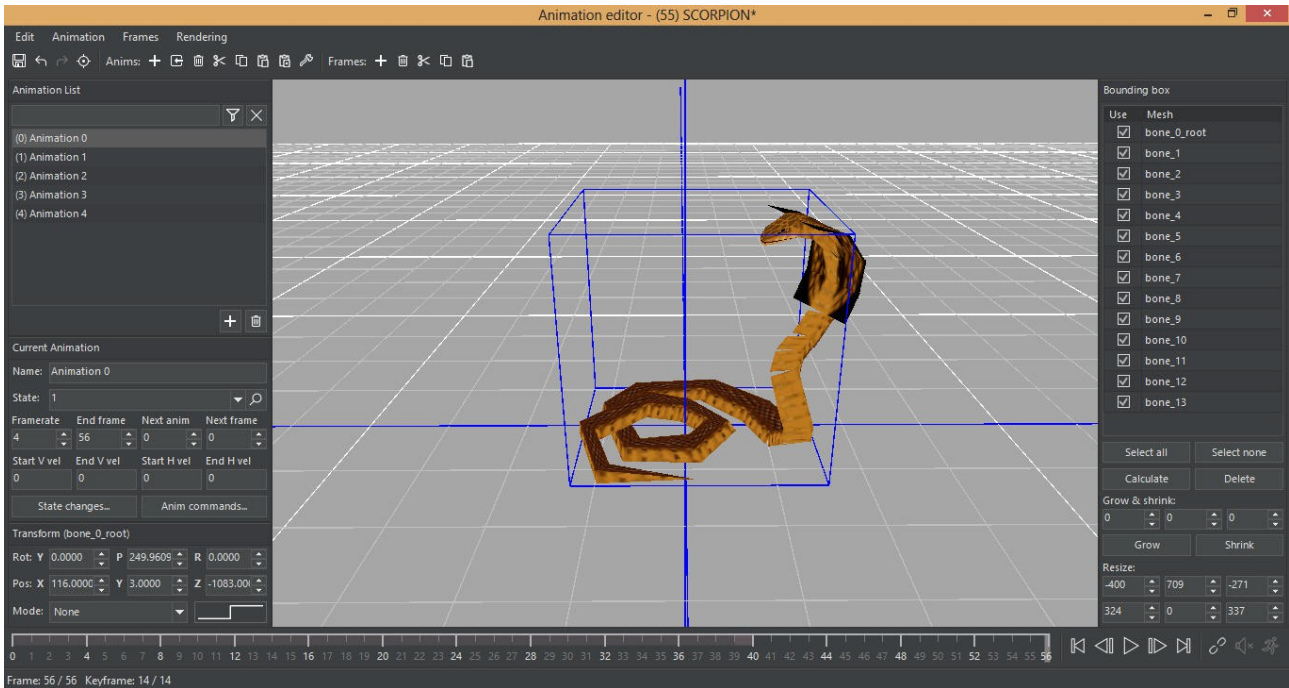 Animation editor - (55) SCORPION*
Edit Animation Frames Rendering
Anims: Frames:
Animation List
(0) Animation 0
(1) Animation 1
(2) Animation 2
(3) Animation 3
(4) Animation 4
Current Animation
Name: Animation 0
State: 1
Framerate End frame Next anim Next frame
4 56 0 0
Start V vel End V vel Start H vel End H vel
0 0 0 0
State changes... Anim commands...
Transform (bone_0_root)
Rot: Y 0.0000 P 249.9609 R 0.0000
Pos: X 116.0000 Y 3.0000 Z -1083.00
Mode: None
Bounding box
Use Mesh
bone_0_root
bone_1
bone_2
bone_3
bone_4
bone_5
bone_6
bone_7
bone_8
bone_9
bone_10
bone_11
bone_12
bone_13
Select all Select none
Calculate Delete
Grow & shrink:
0 0 0
Grow Shrink
Resize:
-400 709 -271
324 0 337
0 1 2 3 4 5 6 7 8 9 10 11 12 13 14 15 16 17 18 19 20 21 22 23 24 25 26 27 28 29 30 31 32 33 34 35 36 37 38 39 40 41 42 43 44 45 46 47 48 49 50 51 52 53 54 55 56
Frame: 56 / 56 Keyframe: 14 / 14